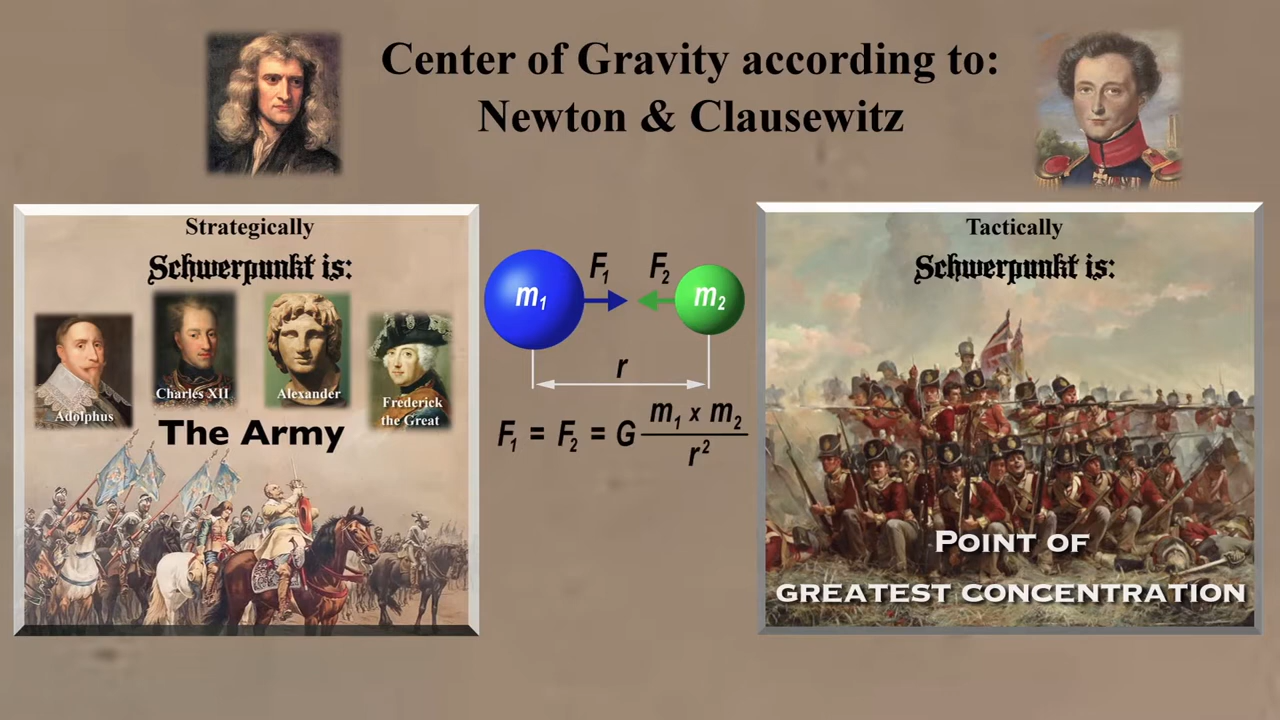 Center of Gravity according to:
Newton & Clausewitz
Strategically
Schwerpunkt is:
Adolphus
Charles XII
Alexander
Frederick
the Great
The Army
m₁
F₁
F₂
m₂
r
F₁ = F₂ = G m₁ x m₂ / r²
Tactically
Schwerpunkt is:
Point of
greatest concentration